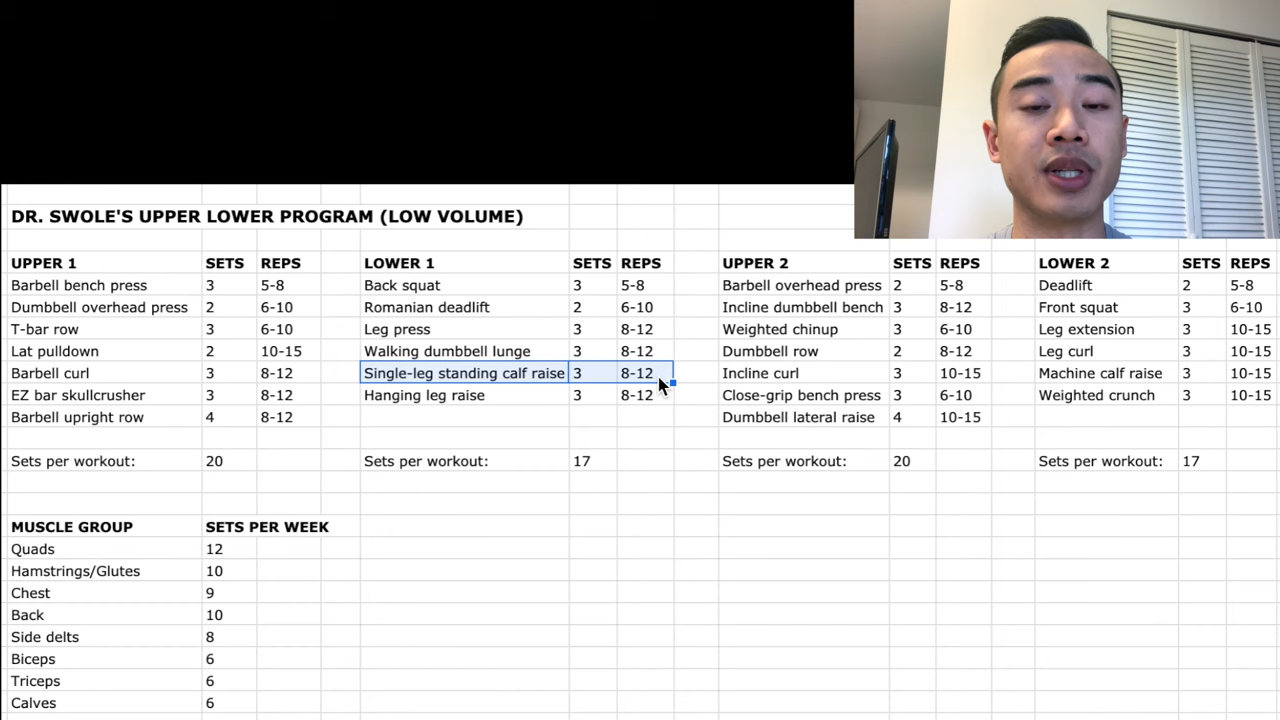 DR. SWOLE'S UPPER LOWER PROGRAM (LOW VOLUME)
UPPER 1 SETS REPS LOWER 1 SETS REPS UPPER 2 SETS REPS LOWER 2 SETS REPS
Barbell bench press 3 5-8 Back squat 3 5-8 Barbell overhead press 2 5-8 Deadlift 2 5-8
Dumbbell overhead press 2 6-10 Romanian deadlift 2 6-10 Incline dumbbell bench 3 8-12 Front squat 3 6-10
T-bar row 3 6-10 Leg press 3 8-12 Weighted chinup 3 6-10 Leg extension 3 10-15
Lat pulldown 2 10-15 Walking dumbbell lunge 3 8-12 Dumbbell row 2 8-12 Leg curl 3 10-15
Barbell curl 3 8-12 Single-leg standing calf raise 3 8-12 Incline curl 3 10-15 Machine calf raise 3 10-15
EZ bar skullcrusher 3 8-12 Hanging leg raise 3 8-12 Close-grip bench press 3 6-10 Weighted crunch 3 10-15
Barbell upright row 4 8-12 Dumbbell lateral raise 4 10-15
Sets per workout: 20 Sets per workout: 17 Sets per workout: 20 Sets per workout: 17
MUSCLE GROUP SETS PER WEEK
Quads 12
Hamstrings/Glutes 10
Chest 9
Back 10
Side delts 8
Biceps 6
Triceps 6
Calves 6